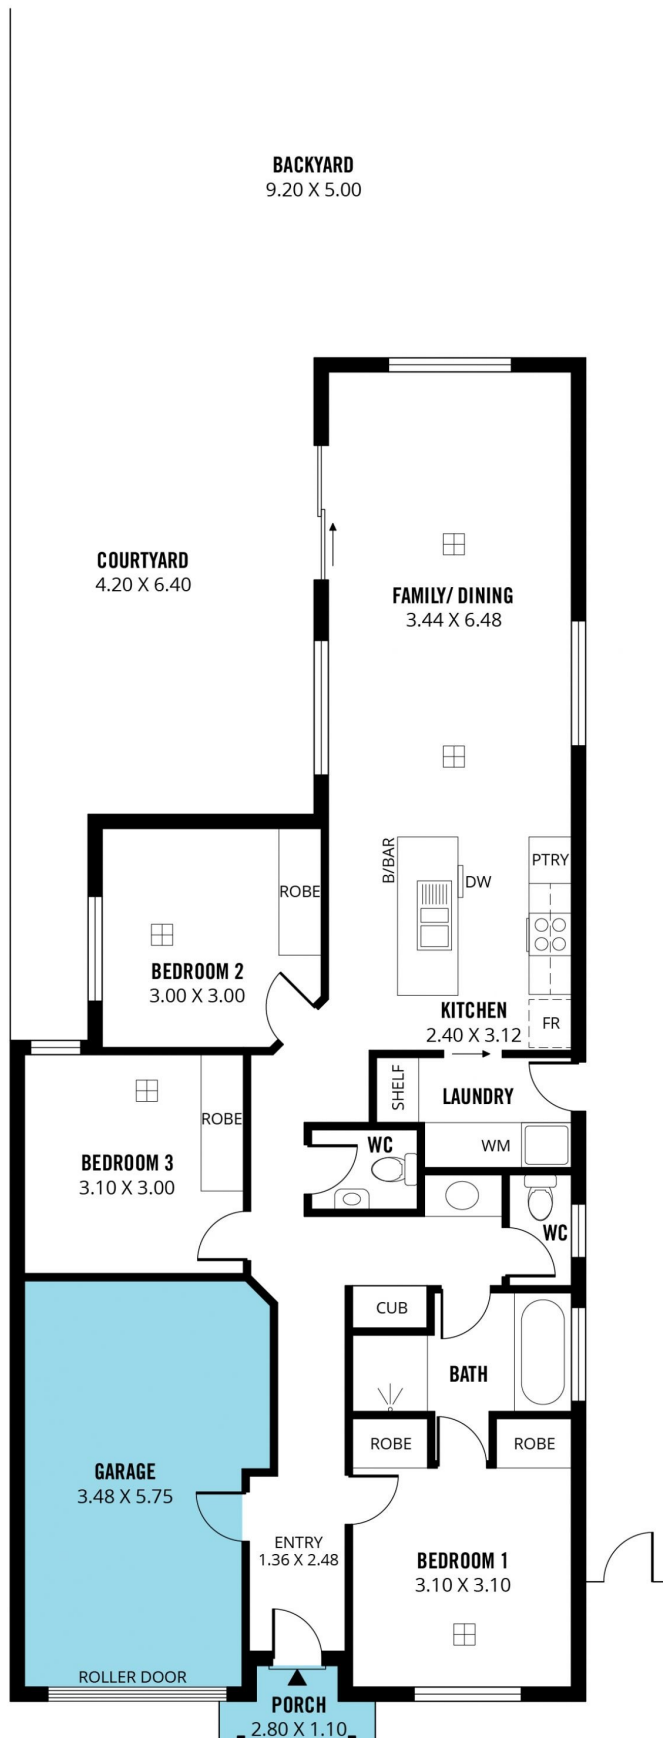 BACKYARD
9.20 X 5.00
COURTYARD
4.20 X 6.40
FAMILY/ DINING
3.44 X 6.48
B/BAR
DW
PTRY
ROBE
BEDROOM 2
3.00 X 3.00
KITCHEN
2.40 X 3.12
FR
SHELF
LAUNDRY
WM
ROBE
BEDROOM 3
3.10 X 3.00
WC
WC
CUB
BATH
ROBE
ROBE
GARAGE
3.48 X 5.75
ENTRY
1.36 X 2.48
BEDROOM 1
3.10 X 3.10
ROLLER DOOR
PORCH
2.80 X 1.10